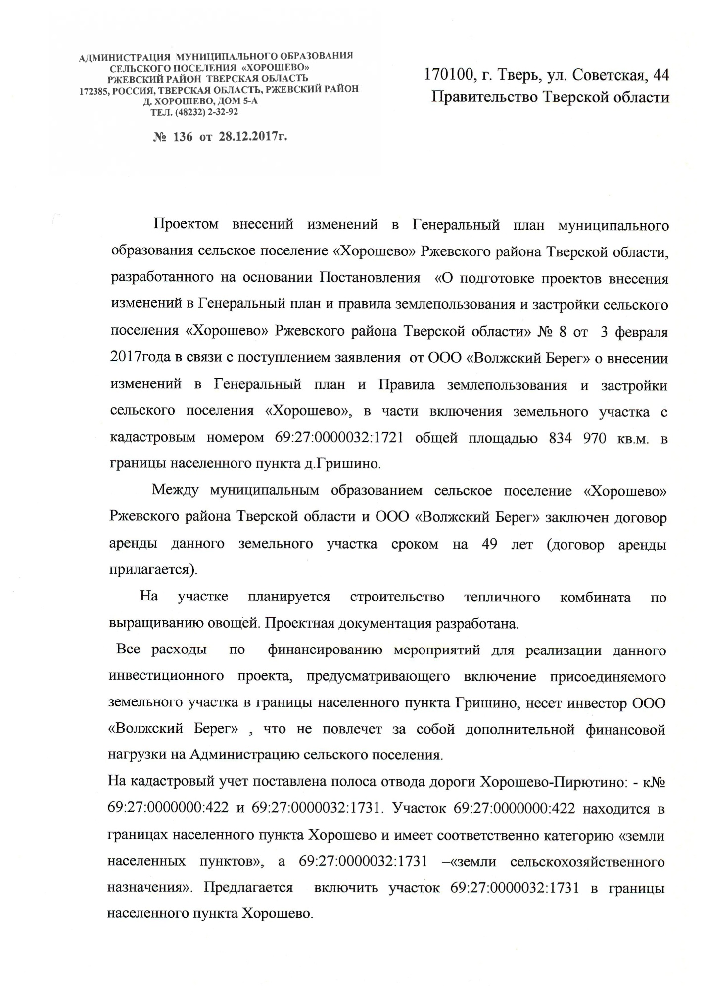 АДМИНИСТРАЦИЯ МУНИЦИПАЛЬНОГО ОБРАЗОВАНИЯ
СЕЛЬСКОГО ПОСЕЛЕНИЯ «ХОРОШЕВО»
РЖЕВСКИЙ РАЙОН ТВЕРСКАЯ ОБЛАСТЬ
172385, РОССИЯ, ТВЕРСКАЯ ОБЛАСТЬ, РЖЕВСКИЙ РАЙОН
Д. ХОРОШЕВО, ДОМ 5-А
ТЕЛ. (48232) 2-32-92
№ 136 от 28.12.2017г.
170100, г. Тверь, ул. Советская, 44
Правительство Тверской области
Проектом внесений изменений в Генеральный план муниципального
образования сельское поселение «Хорошево» Ржевского района Тверской области,
разработанного на основании Постановления «О подготовке проектов внесения
изменений в Генеральный план и правила землепользования и застройки сельского
поселения «Хорошево» Ржевского района Тверской области» № 8 от 3 февраля
2017года в связи с поступлением заявления от ООО «Волжский Берег» о внесении
изменений в Генеральный план и Правила землепользования и застройки
сельского поселения «Хорошево», в части включения земельного участка с
кадастровым номером 69:27:0000032:1721 общей площадью 834 970 кв.м. в
границы населенного пункта д.Гришино.
Между муниципальным образованием сельское поселение «Хорошево»
Ржевского района Тверской области и ООО «Волжский Берег» заключен договор
аренды данного земельного участка сроком на 49 лет (договор аренды
прилагается).
На участке планируется строительство тепличного комбината по
выращиванию овощей. Проектная документация разработана.
Все расходы по финансированию мероприятий для реализации данного
инвестиционного проекта, предусматривающего включение присоединяемого
земельного участка в границы населенного пункта Гришино, несет инвестор ООО
«Волжский Берег» , что не повлечет за собой дополнительной финансовой
нагрузки на Администрацию сельского поселения.
На кадастровый учет поставлена полоса отвода дороги Хорошево-Пирютино: - к№
69:27:0000000:422 и 69:27:0000032:1731. Участок 69:27:0000000:422 находится в
границах населенного пункта Хорошево и имеет соответственно категорию «земли
населенных пунктов», а 69:27:0000032:1731 –«земли сельскохозяйственного
назначения». Предлагается включить участок 69:27:0000032:1731 в границы
населенного пункта Хорошево.